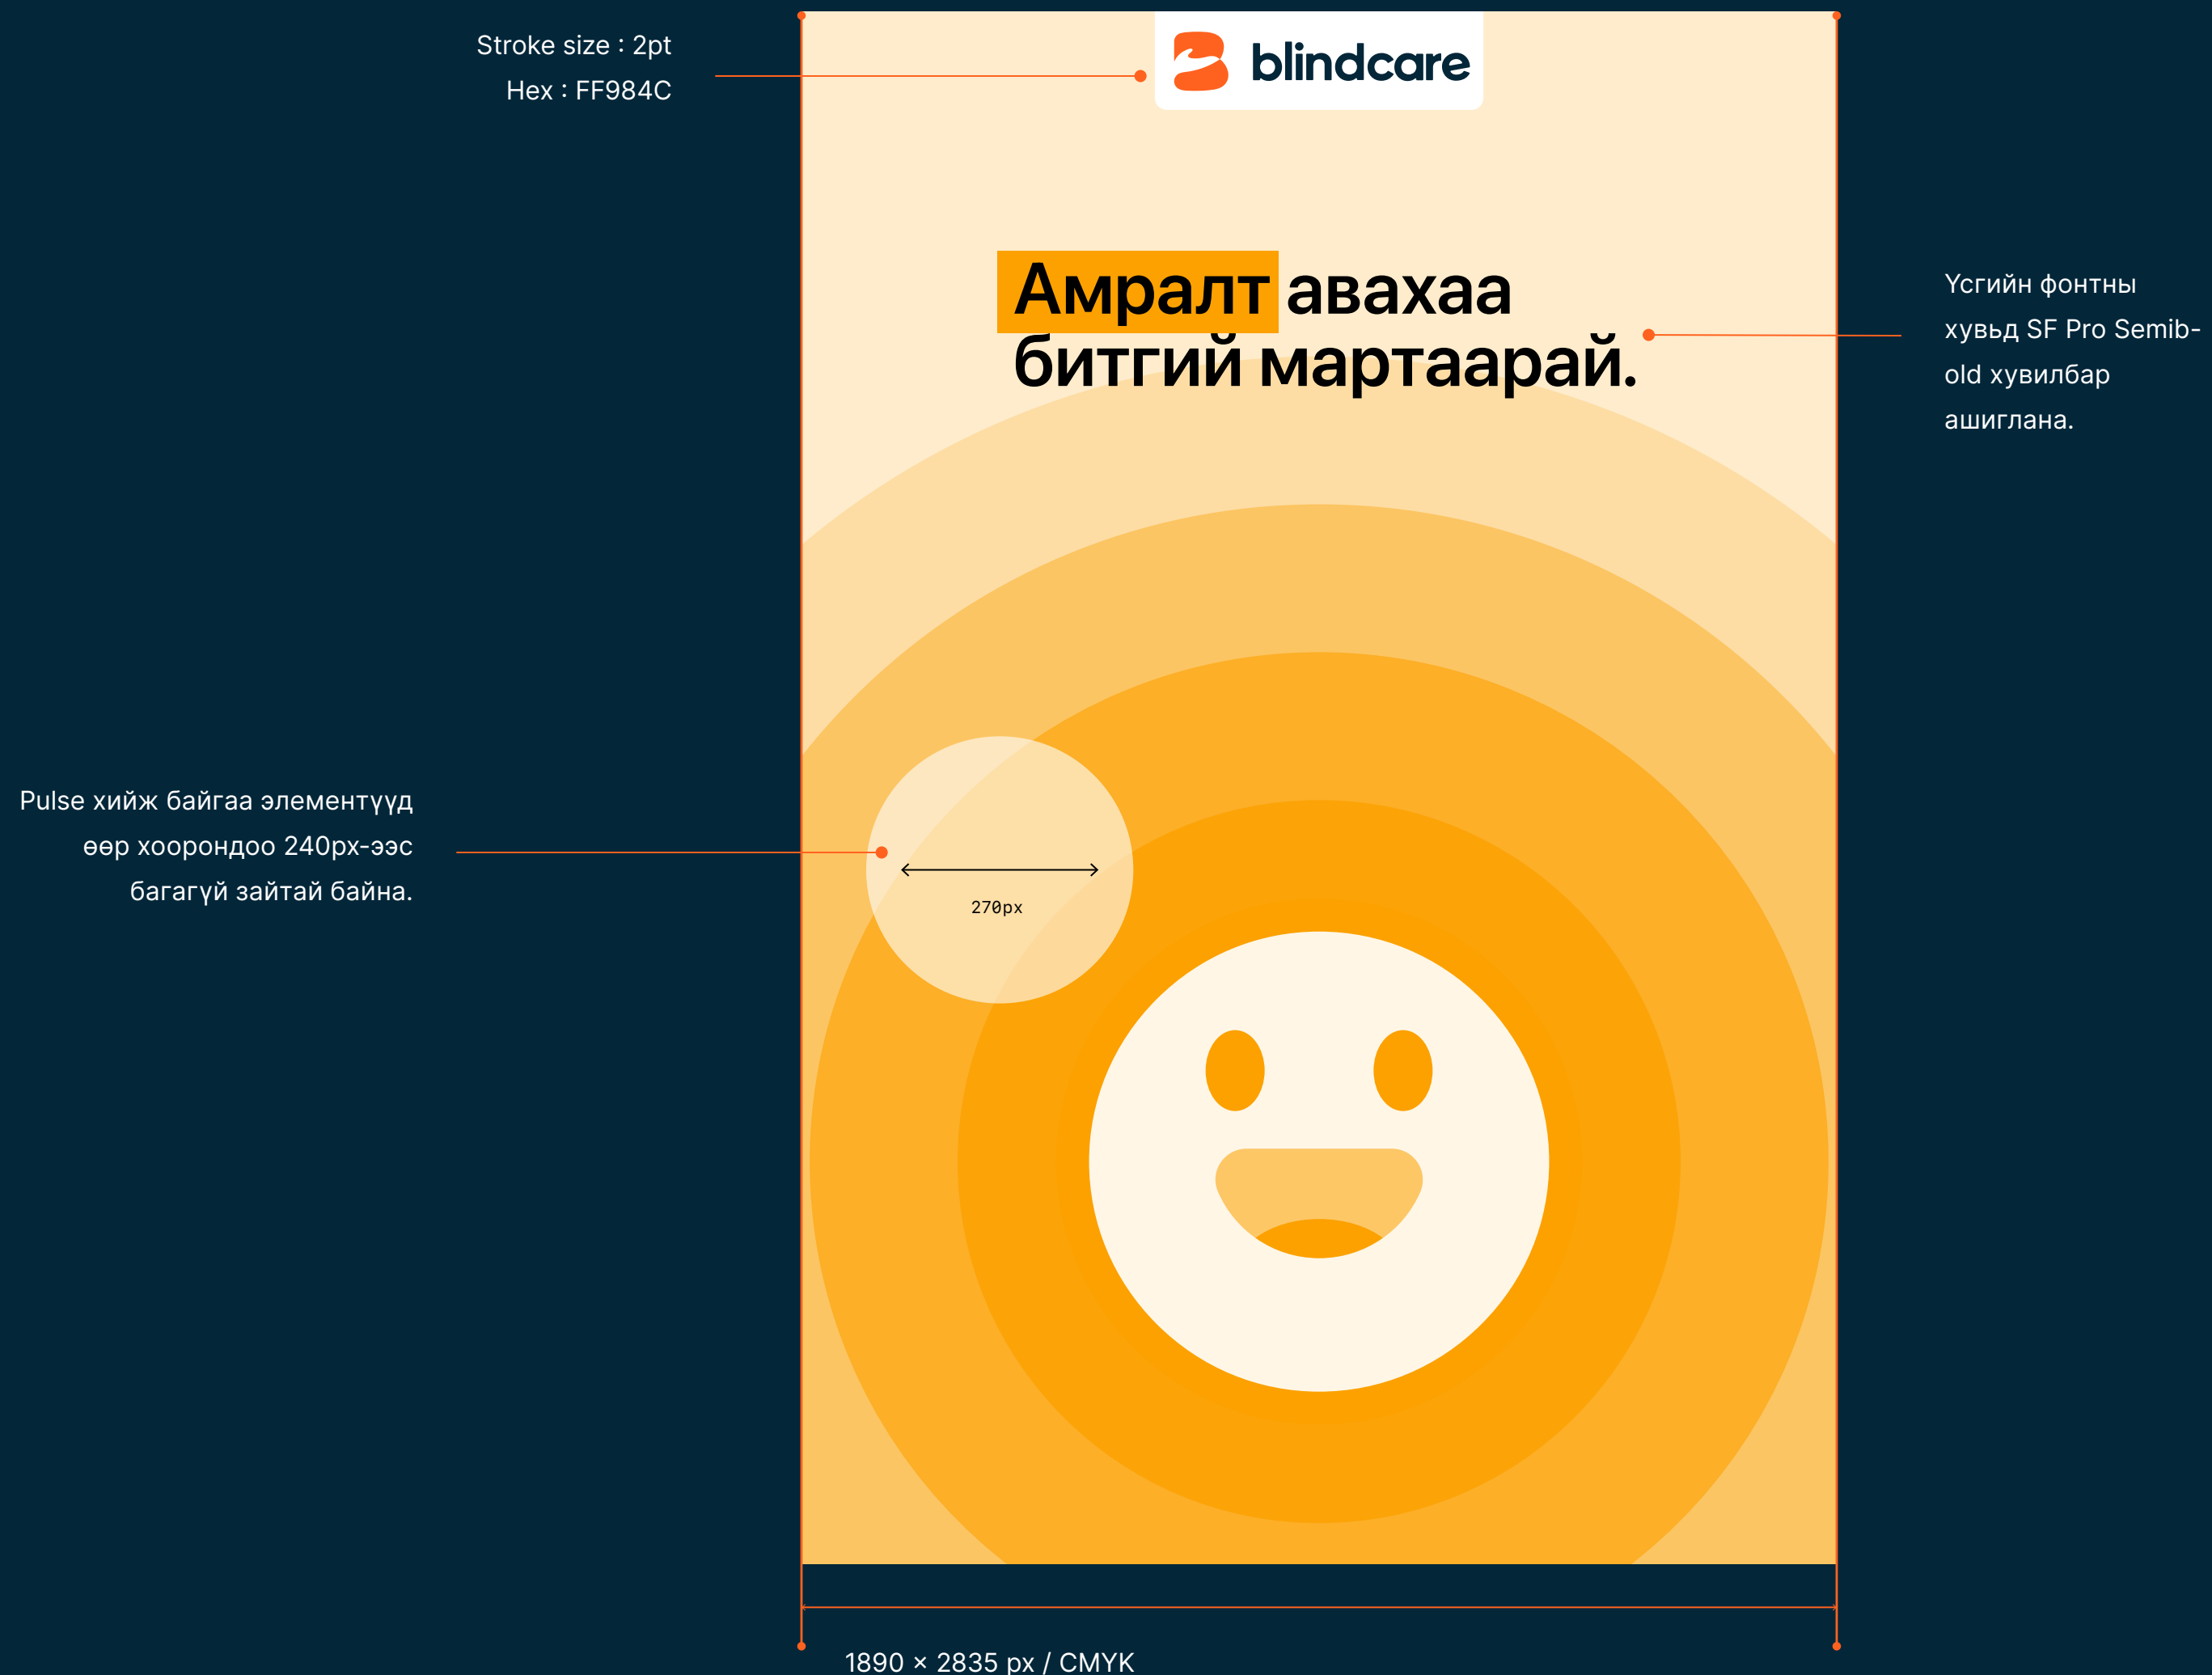 Stroke size : 2pt
Hex : FF984C
blindcare
Амралт авахаа
битгий мартаарай.
Үсгийн фонтны
хувьд SF Pro Semib-
old хувилбар
ашиглана.
Pulse хийж байгаа элементүүд
өөр хоорондоо 240px-ээс
багагүй зайтай байна.
270px
1890 × 2835 px / CMYK